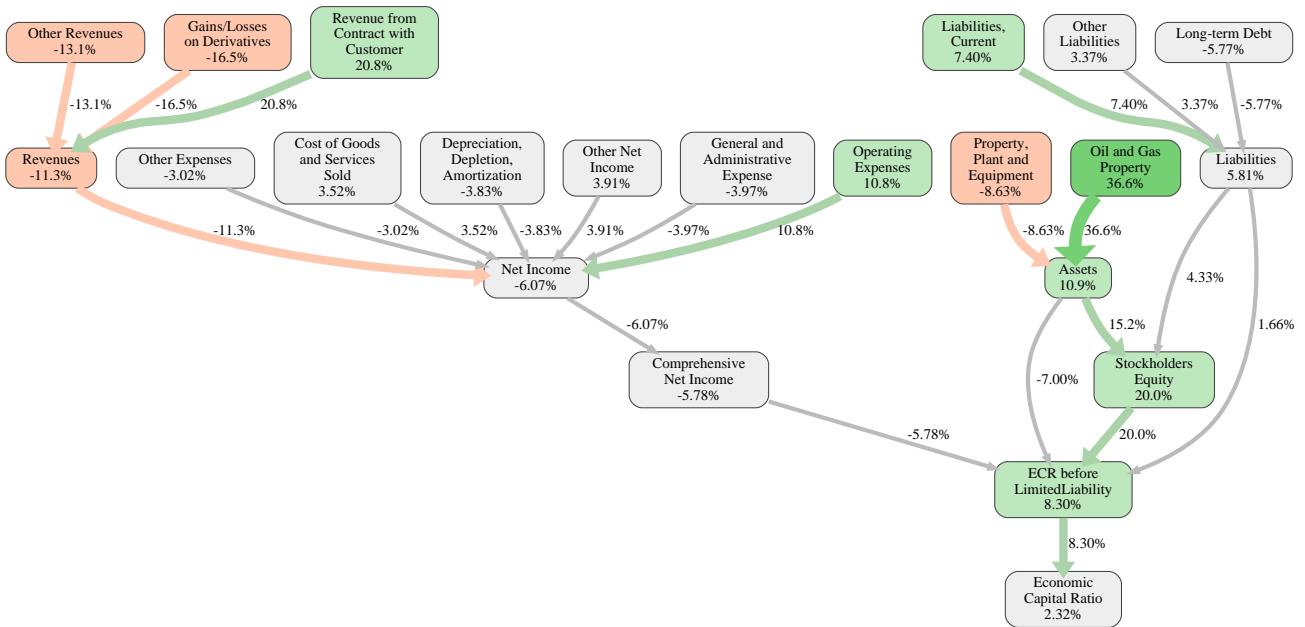 Other Revenues
-13.1%
Gains/Losses
on Derivatives
-16.5%
Revenue from
Contract with
Customer
20.8%
Liabilities,
Current
7.40%
Other
Liabilities
3.37%
Long-term Debt
-5.77%
-13.1%
-16.5%
20.8%
7.40%
3.37%
-5.77%
Revenues
-11.3%
Other Expenses
-3.02%
Cost of Goods
and Services
Sold
3.52%
Depreciation,
Depletion,
Amortization
-3.83%
Other Net
Income
3.91%
General and
Administrative
Expense
-3.97%
Operating
Expenses
10.8%
Property,
Plant and
Equipment
-8.63%
Oil and Gas
Property
36.6%
Liabilities
5.81%
-11.3%
-3.02%
3.52%
-3.83%
3.91%
-3.97%
10.8%
-8.63%
36.6%
Net Income
-6.07%
Assets
10.9%
4.33%
-6.07%
15.2%
1.66%
Comprehensive
Net Income
-5.78%
-7.00%
Stockholders
Equity
20.0%
-5.78%
20.0%
ECR before
LimitedLiability
8.30%
8.30%
Economic
Capital Ratio
2.32%